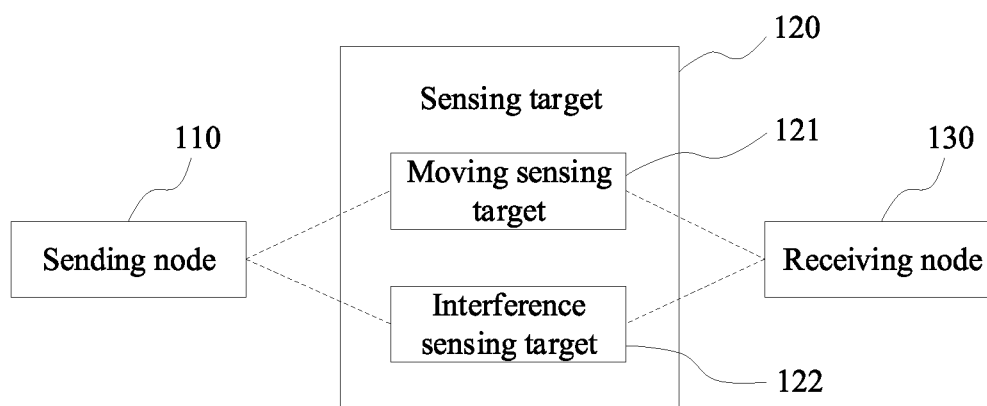 120
Sensing target
110
121
130
Moving sensing
target
Sending node
Receiving node
Interference
sensing target
122